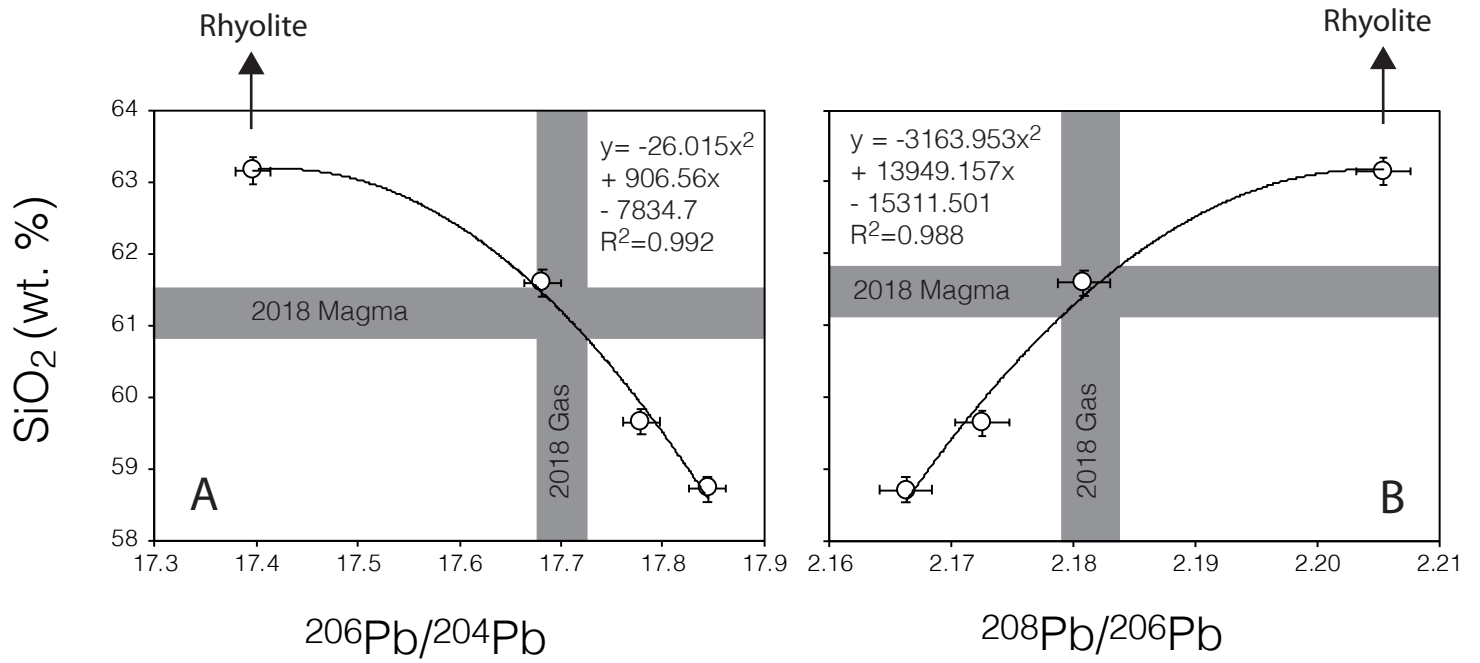 Rhyolite
Rhyolite
SiO2 (wt. %)
64
63
62
61
60
59
58
y= -26.015x2
+ 906.56x
- 7834.7
R2=0.992
2018 Magma
2018 Gas
A
17.3 17.4 17.5 17.6 17.7 17.8 17.9
206Pb/204Pb
y = -3163.953x2
+ 13949.157x
- 15311.501
R2=0.988
2018 Magma
2018 Gas
B
2.16 2.17 2.18 2.19 2.20 2.21
208Pb/206Pb